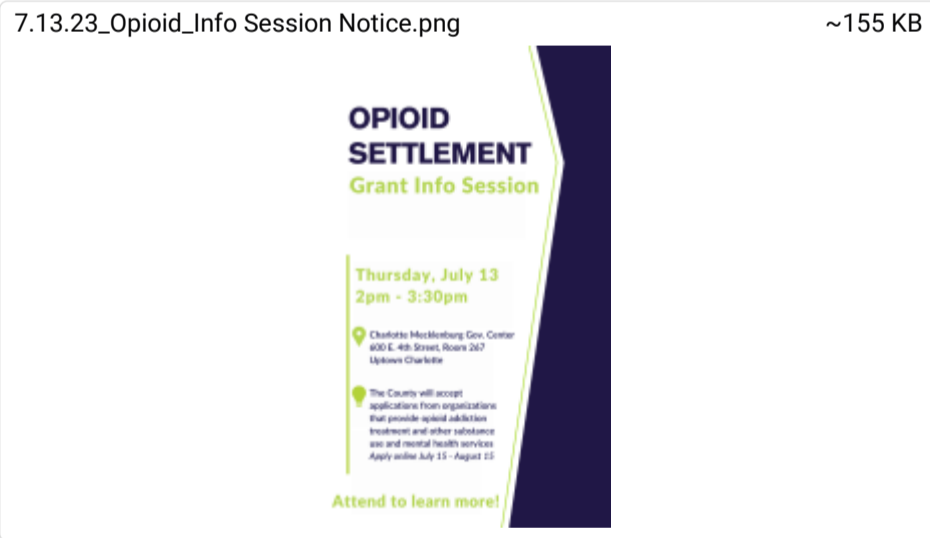 7.13.23_Opioid_Info Session Notice.png
~155 KB
OPIOID
SETTLEMENT
Grant Info Session
Thursday, July 13
2pm - 3:30pm
Charlotte Mecklenburg Gov. Center
600 E. 4th Street, Room 267
Uptown Charlotte
The County will accept
applications from organizations
that provide opioid addiction
treatment and other substance
use and mental health services
Apply online July 15 - August 15
Attend to learn more!